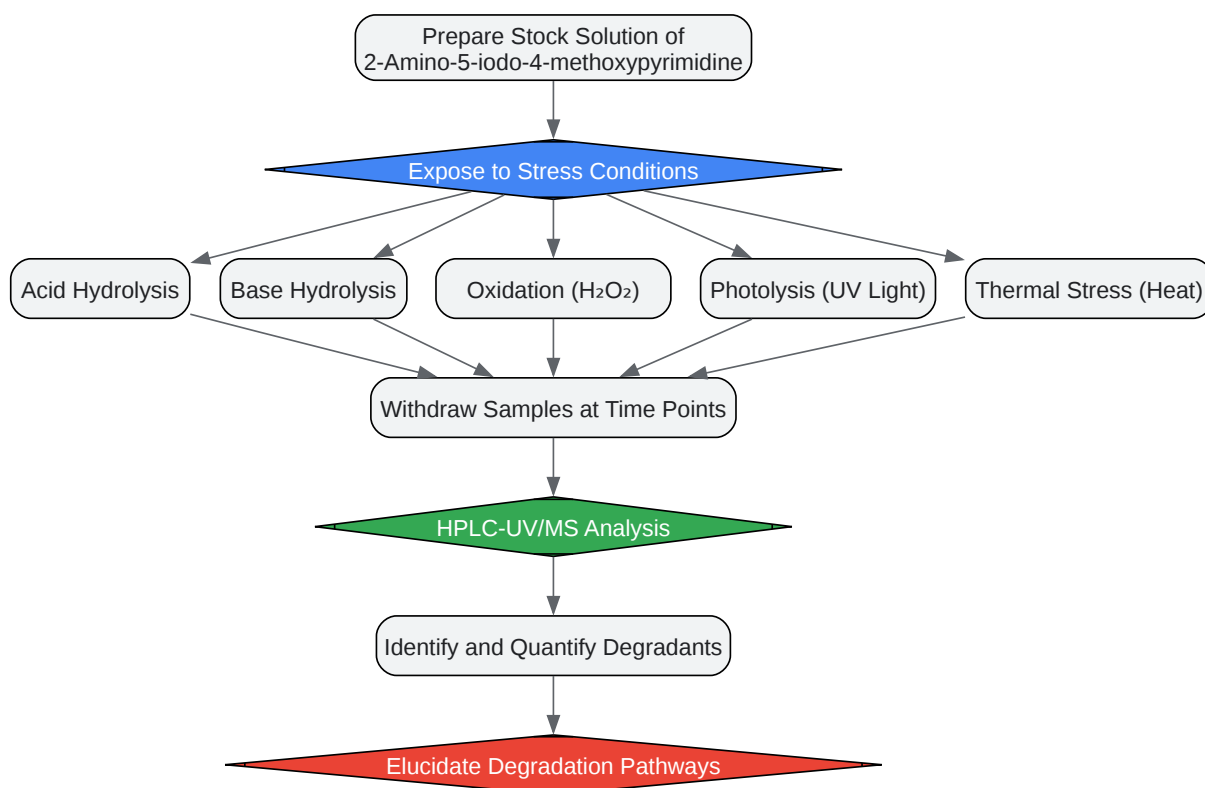 Prepare Stock Solution of
2-Amino-5-iodo-4-methoxypyrimidine
Expose to Stress Conditions
Acid Hydrolysis
Base Hydrolysis
Oxidation (H₂O₂)
Photolysis (UV Light)
Thermal Stress (Heat)
Withdraw Samples at Time Points
HPLC-UV/MS Analysis
Identify and Quantify Degradants
Elucidate Degradation Pathways